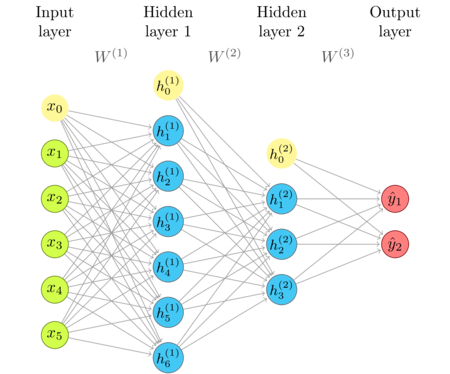 Input layer
Hidden layer 1
Hidden layer 2
Output layer
W^{(1)}
W^{(2)}
W^{(3)}
x_0
x_1
x_2
x_3
x_4
x_5
h_0^{(1)}
h_1^{(1)}
h_2^{(1)}
h_3^{(1)}
h_4^{(1)}
h_5^{(1)}
h_6^{(1)}
h_0^{(2)}
h_1^{(2)}
h_2^{(2)}
h_3^{(2)}
ŷ_1
ŷ_2